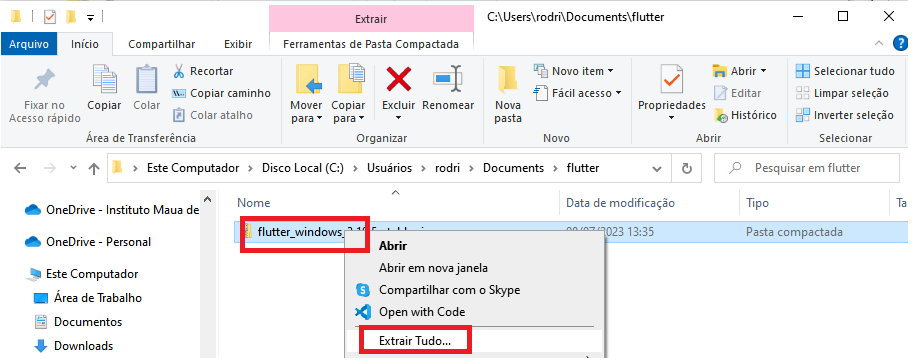 Extrair
C:\Users\rodri\Documents\flutter
Arquivo
Início
Compartilhar
Exibir
Ferramentas de Pasta Compactada
Fixar no
Acesso rápido
Copiar
Colar
Recortar
Copiar caminho
Colar atalho
Mover
para
Copiar
para
Excluir
Renomear
Nova
pasta
Novo item
Fácil acesso
Propriedades
Abrir
Editar
Histórico
Selecionar tudo
Limpar seleção
Inverter seleção
Área de Transferência
Organizar
Novo
Abrir
Selecionar
Este Computador > Disco Local (C:) > Usuários > rodri > Documents > flutter
Pesquisar em flutter
OneDrive - Instituto Maua de
OneDrive - Personal
Este Computador
Área de Trabalho
Documentos
Downloads
Nome
Data de modificação
Tipo
Ta
flutter_windows_
/07/2023 13:35
Pasta compactada
Abrir
Abrir em nova janela
Compartilhar com o Skype
Open with Code
Extrair Tudo...